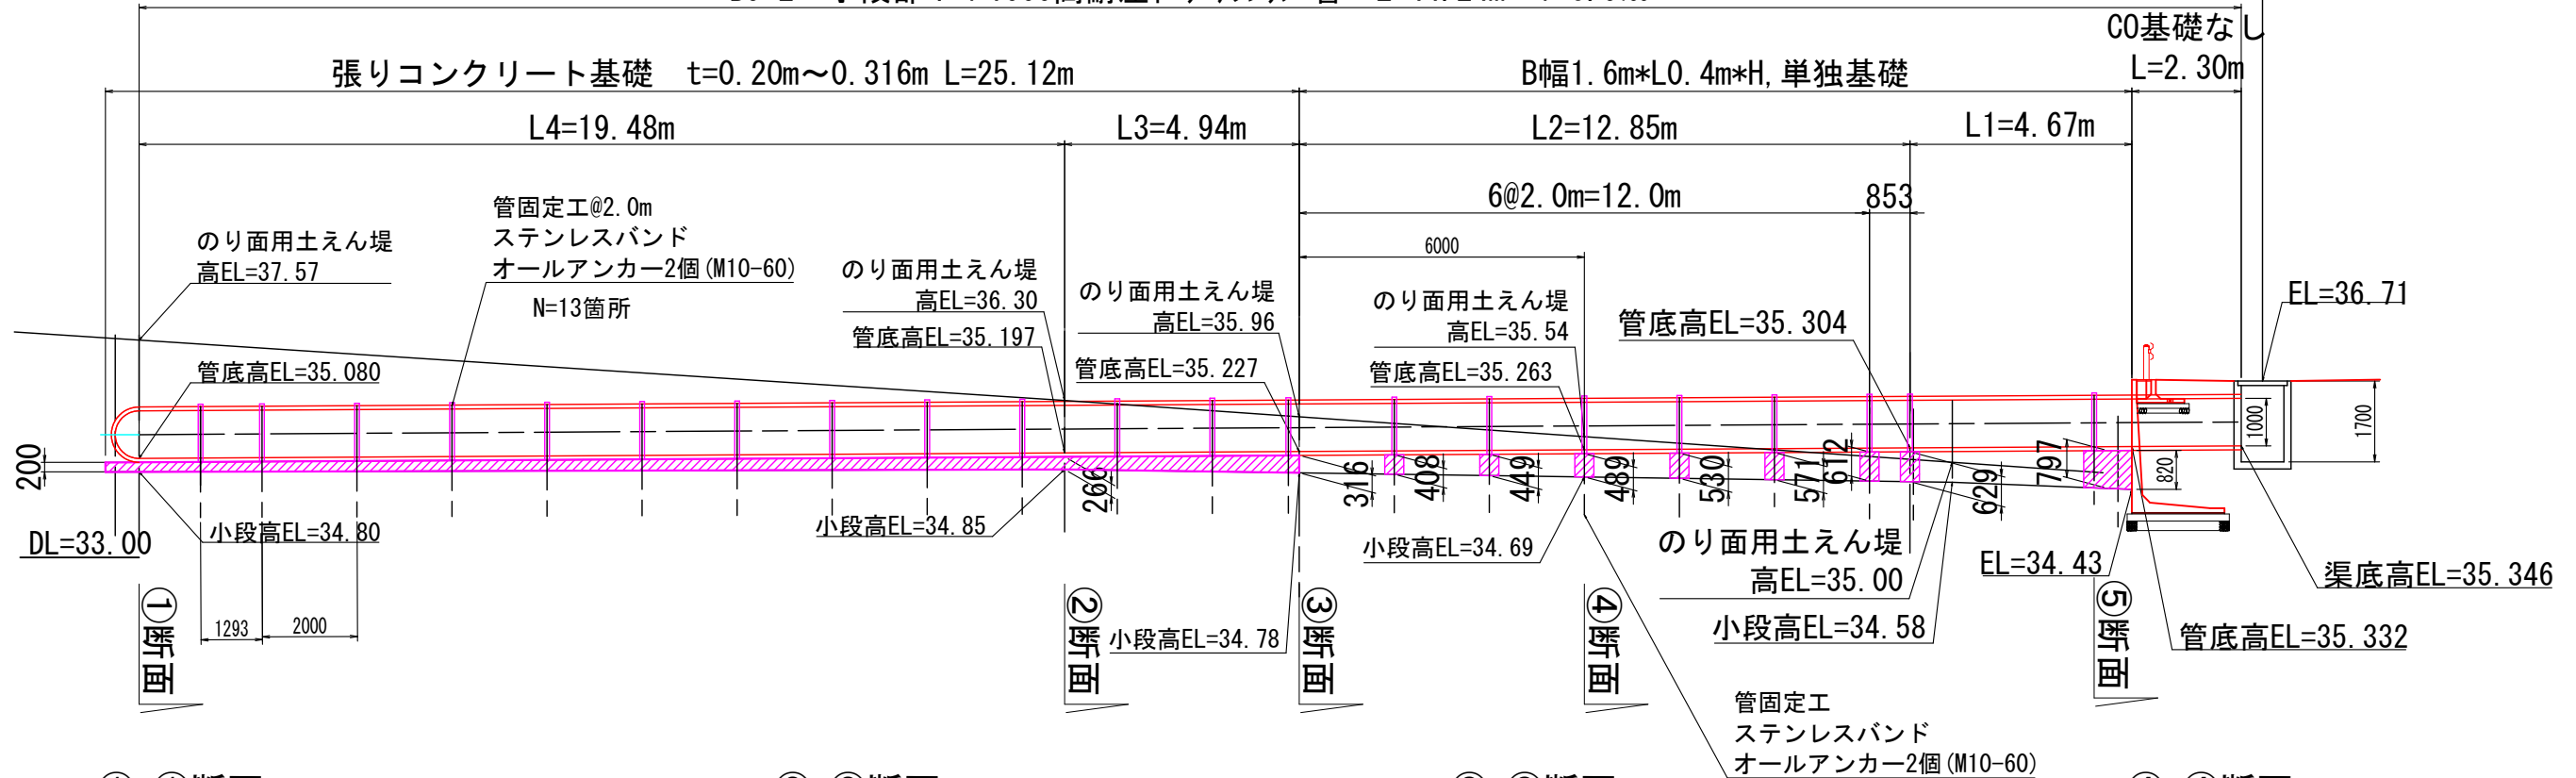 CO基礎なし
張りコンクリート基礎　t=0.20m～0.316m L=25.12m
B幅1.6m*L0.4m*H,単独基礎
L=2.30m
L4=19.48m
L3=4.94m
L2=12.85m
L1=4.67m
6@2.0m=12.0m
853
6000
のり面用土えん堤
高EL=37.57
管固定工@2.0m
ステンレスバンド
オールアンカー2個(M10-60)
N=13箇所
のり面用土えん堤
高EL=36.30
管底高EL=35.197
のり面用土えん堤
高EL=35.96
管底高EL=35.227
のり面用土えん堤
高EL=35.54
管底高EL=35.263
管底高EL=35.304
EL=36.71
管底高EL=35.080
1000
1700
200
266
316
408
449
489
530
571
612
629
797
820
DL=33.00
小段高EL=34.80
小段高EL=34.85
小段高EL=34.69
のり面用土えん堤
高EL=35.00
EL=34.43
渠底高EL=35.346
1293
2000
小段高EL=34.78
小段高EL=34.58
管底高EL=35.332
①断面
②断面
③断面
④断面
⑤断面
管固定工
ステンレスバンド
オールアンカー2個(M10-60)